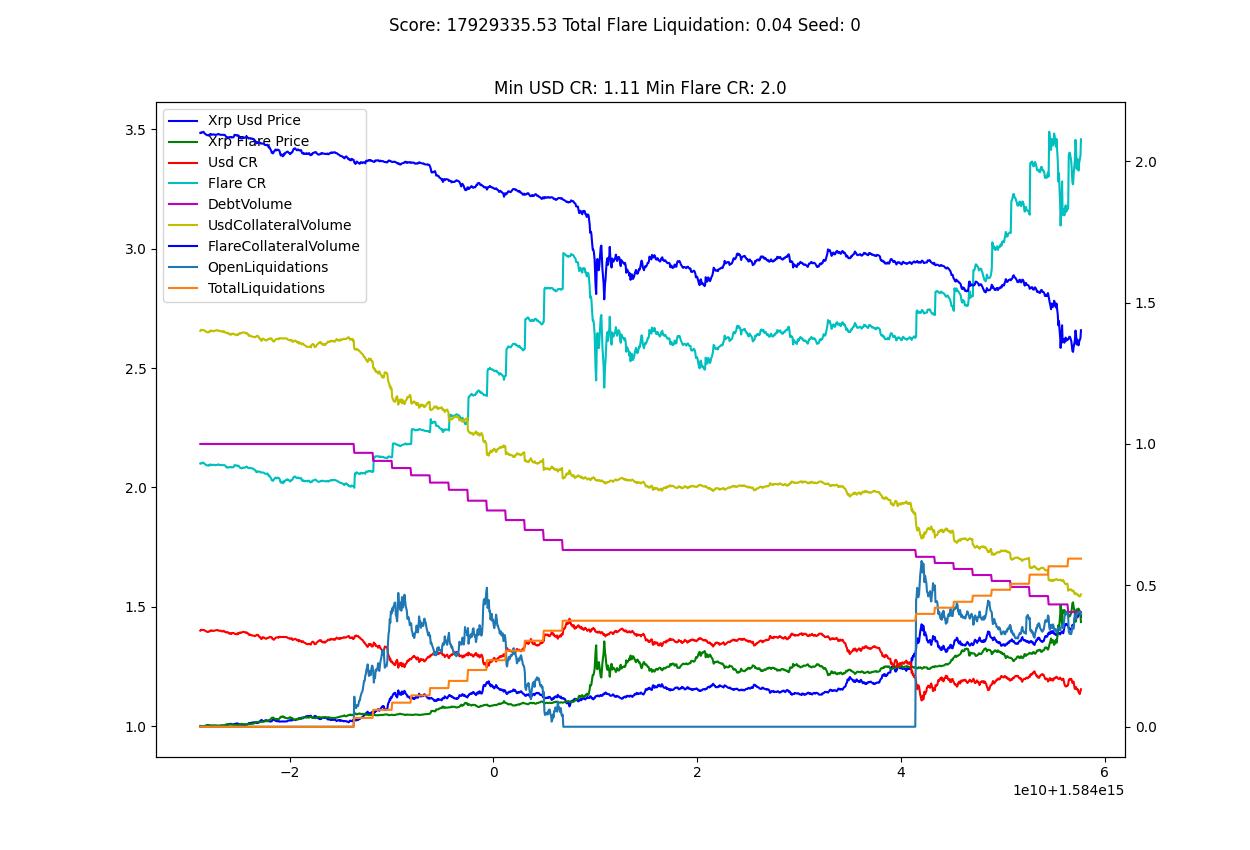 Score: 17929335.53 Total Flare Liquidation: 0.04 Seed: 0
Min USD CR: 1.11 Min Flare CR: 2.0
Xrp Usd Price
Xrp Flare Price
Usd CR
Flare CR
DebtVolume
UsdCollateralVolume
FlareCollateralVolume
OpenLiquidations
TotalLiquidations
3.5
3.0
2.5
2.0
1.5
1.0
2.0
1.5
1.0
0.5
0.0
−2
0
2
4
6
1e10+1.584e15